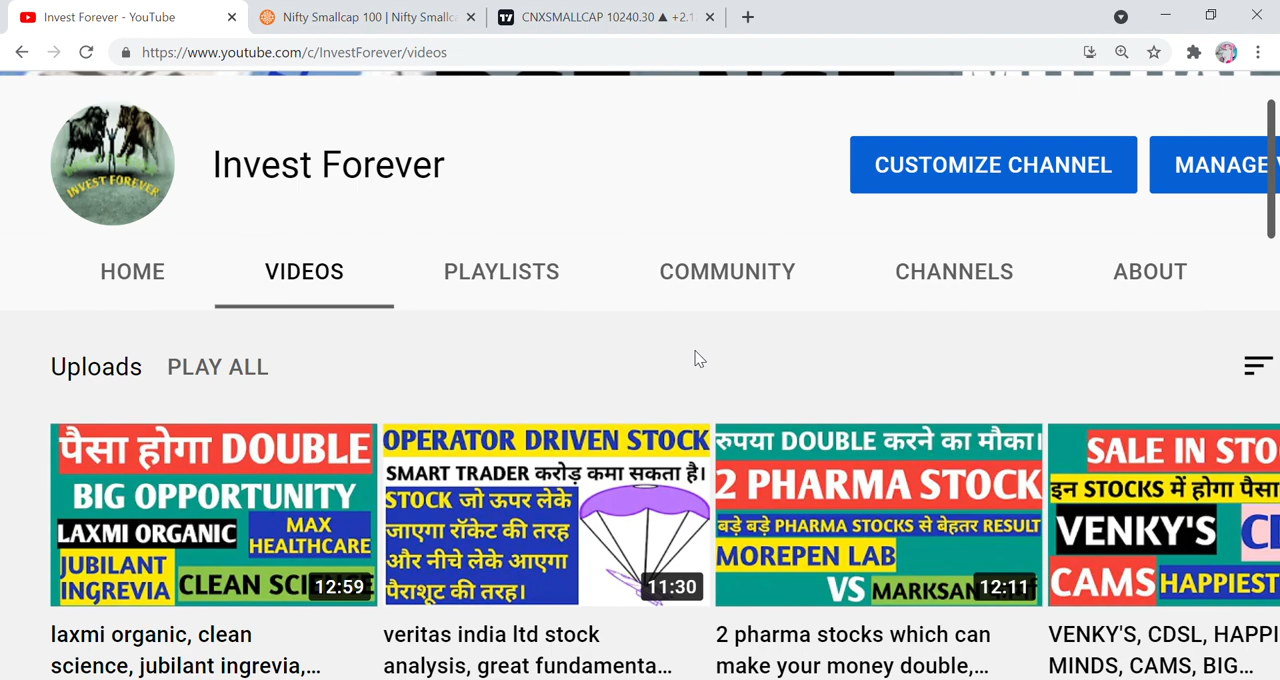 Invest Forever - YouTube
Nifty Smallcap 100 | Nifty Smallc
CNXSMALLCAP 10240.30 ▲ +2.1
https://www.youtube.com/c/InvestForever/videos
INVEST FOREVER
Invest Forever
CUSTOMIZE CHANNEL
MANAGE
HOME
VIDEOS
PLAYLISTS
COMMUNITY
CHANNELS
ABOUT
Uploads
PLAY ALL
पैसा होगा DOUBLE
BIG OPPORTUNITY
LAXMI ORGANIC
MAX
HEALTHCARE
JUBILANT
INGREVIA
CLEAN SCI
12:59
laxmi organic, clean
science, jubilant ingrevia,...
OPERATOR DRIVEN STOCK
SMART TRADER करोड़ कमा सकता है।
STOCK जो ऊपर लेके
जाएगा रॉकेट की तरह
और नीचे लेके आएगा
पैराशूट की तरह।
11:30
veritas india ltd stock
analysis, great fundamenta...
रुपया DOUBLE करने का मौका।
2 PHARMA STOCK
बड़े बड़े PHARMA STOCKS से बेहतर RESULT
MOREPEN LAB
VS MARKSAN
12:11
2 pharma stocks which can
make your money double,...
SALE IN STO
इन STOCKS में होगा पैसा
VENKY'S
CAMS
HAPPIEST
VENKY'S, CDSL, HAPPI
MINDS, CAMS, BIG...